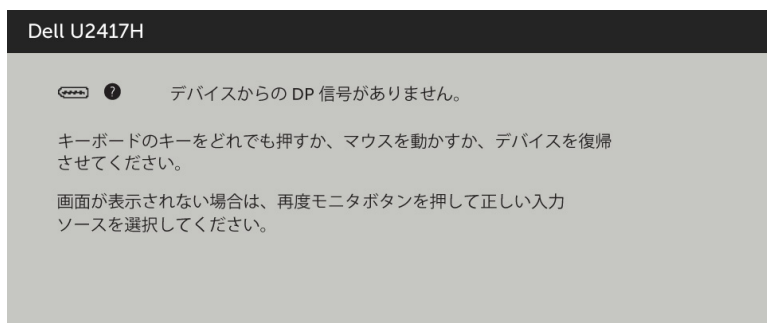 Dell U2417H
? デバイスからの DP 信号がありません。
キーボードのキーをどれでも押すか、マウスを動かすか、デバイスを復帰
させてください。
画面が表示されない場合は、再度モニタボタンを押して正しい入力
ソースを選択してください。